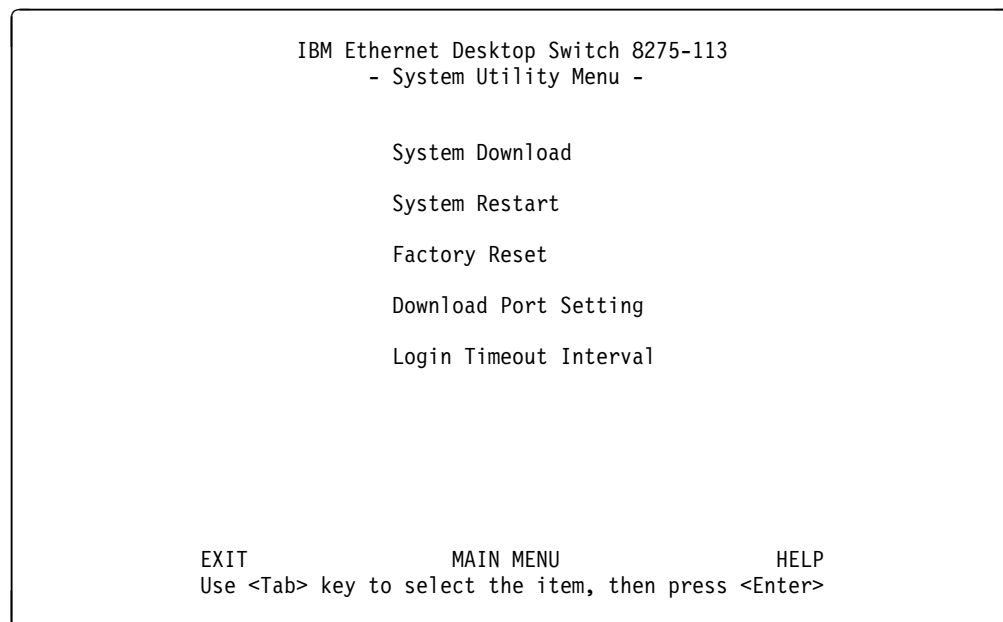 IBM Ethernet Desktop Switch 8275-113
- System Utility Menu -
System Download
System Restart
Factory Reset
Download Port Setting
Login Timeout Interval
EXIT MAIN MENU HELP
Use <Tab> key to select the item, then press <Enter>